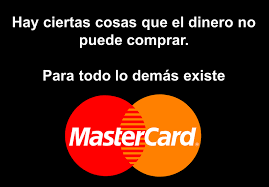 Hay ciertas cosas que el dinero no
puede comprar.
Para todo lo demás existe
MasterCard